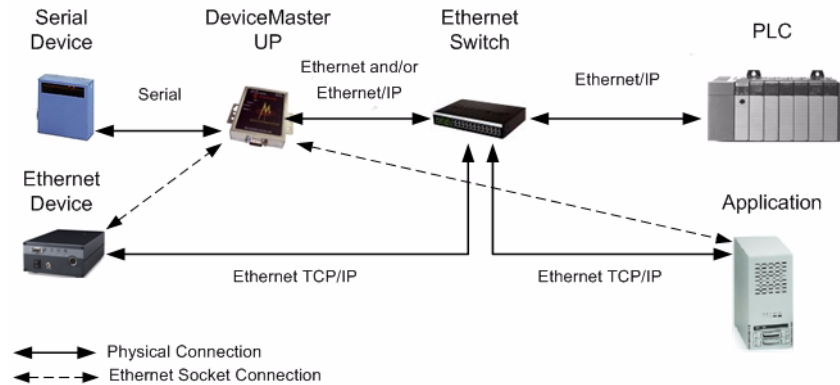 Serial
Device
DeviceMaster
UP
Ethernet
Switch
PLC
Serial
Ethernet and/or
Ethernet/IP
Ethernet/IP
Ethernet
Device
Application
Ethernet TCP/IP
Ethernet TCP/IP
Physical Connection
Ethernet Socket Connection